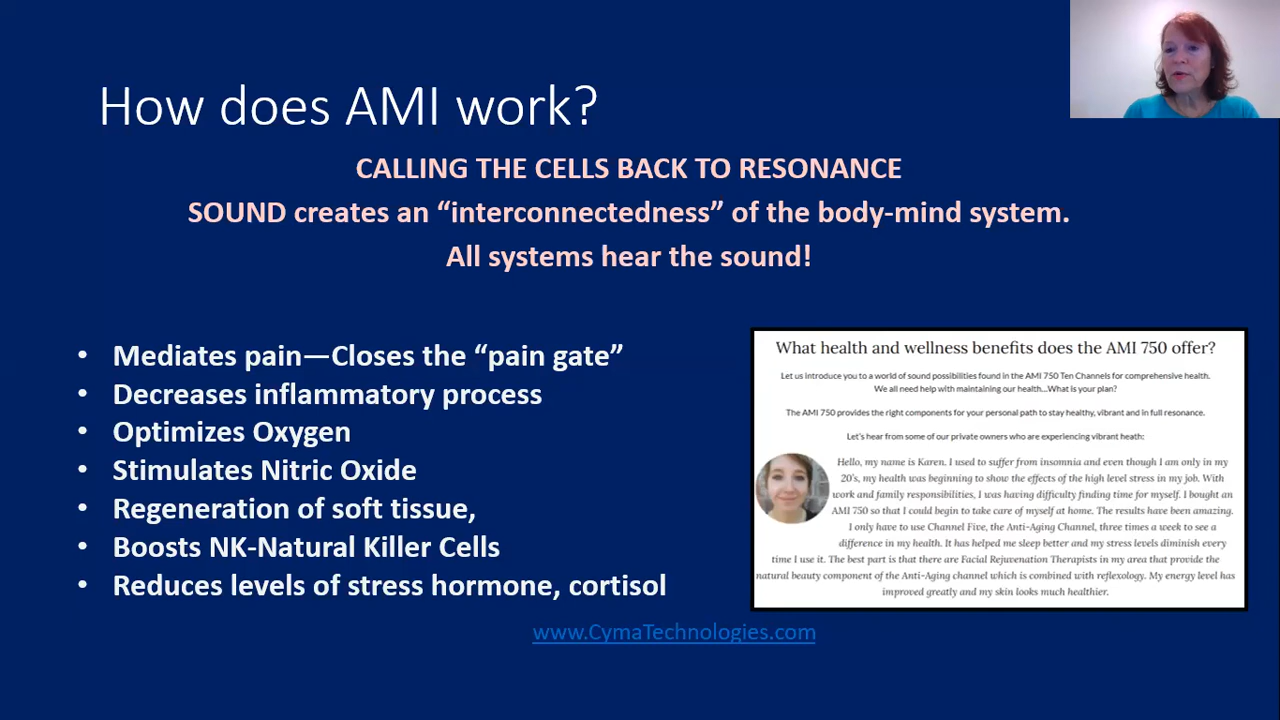 How does AMI work?
CALLING THE CELLS BACK TO RESONANCE
SOUND creates an “interconnectedness” of the body-mind system.
All systems hear the sound!
• Mediates pain—Closes the “pain gate”
• Decreases inflammatory process
• Optimizes Oxygen
• Stimulates Nitric Oxide
• Regeneration of soft tissue,
• Boosts NK-Natural Killer Cells
• Reduces levels of stress hormone, cortisol
What health and wellness benefits does the AMI 750 offer?
Let us introduce you to a world of sound possibilities found in the AMI 750 Ten Channels for comprehensive health.
We all need help with maintaining our health...What is your plan?
The AMI 750 provides the right components for your personal path to stay healthy, vibrant and in full resonance.
Let's hear from some of our private owners who are experiencing vibrant heath:
Hello, my name is Karen. I used to suffer from insomnia and even though I am only in my
20's, my health was beginning to show the effects of the high level stress in my job. With
work and family responsibilities, I was having difficulty finding time for myself. I bought an
AMI 750 so that I could begin to take care of myself at home. The results have been amazing.
I only have to use Channel Five, the Anti-Aging Channel, three times a week to see a
difference in my health. It has helped me sleep better and my stress levels diminish every
time I use it. The best part is that there are Facial Rejuvenation Therapists in my area that provide the
natural beauty component of the Anti-Aging channel which is combined with reflexology. My energy level has
improved greatly and my skin looks much healthier.
www.CymaTechnologies.com